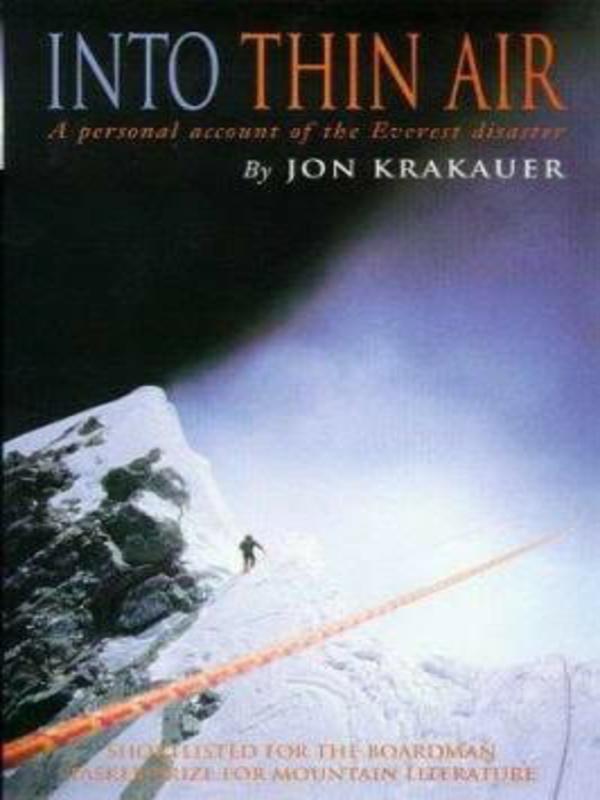 INTO THIN AIR
A personal account of the Everest disaster
By JON KRAKAUER
SHORTLISTED FOR THE BOARDMAN
TASKER PRIZE FOR MOUNTAIN LITERATURE